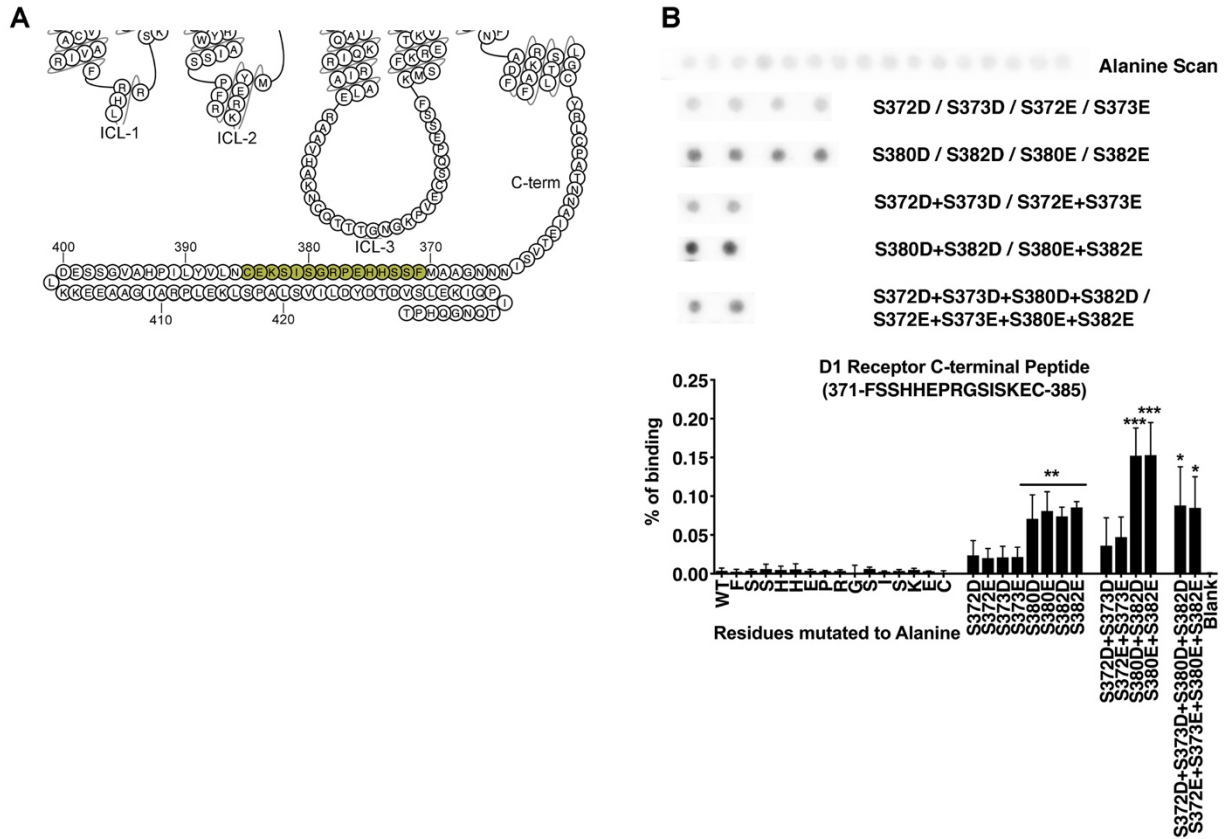 A
A C V
R I V A
F
R R
H
L
ICL-1
S K
W Y H
S S I A
P Y M
F E
R R
K
ICL-2
Q A I
R I Q K
A I R
E L A
R A A V H A K N C Q T T T G N G K P V E C S Q P E S S F
ICL-3
T K V
F K R E
K M S
N F
A R S L
D K T G
F A L C
F
Y R L C P A T N N A I E T V S I
C-term
400 390 380 370
D E S S G V A H P I L Y V L N C E K S I S G R P E H H S S F M A A G N N N
L
K K E E A A G I A R P L E K L S P A L S V I L D Y D T D V S L E K I Q P
I
T P H Q G N Q T
410 420
B
Alanine Scan
S372D / S373D / S372E / S373E
S380D / S382D / S380E / S382E
S372D+S373D / S372E+S373E
S380D+S382D / S380E+S382E
S372D+S373D+S380D+S382D /
S372E+S373E+S380E+S382E
D1 Receptor C-terminal Peptide
(371-FSSHHEPRGSISKEC-385)
% of binding
0.25
0.20
0.15
0.10
0.05
0.00
**
***
***
*
*
WT
F
S
S
H
H
E
P
R
G
S
I
S
K
E
C
S372D
S372E
S373D
S373E
S380D
S380E
S382D
S382E
S372D+S373D
S372E+S373E
S380D+S382D
S380E+S382E
S372D+S373D+S380D+S382D
S372E+S373E+S380E+S382E
Blank
Residues mutated to Alanine